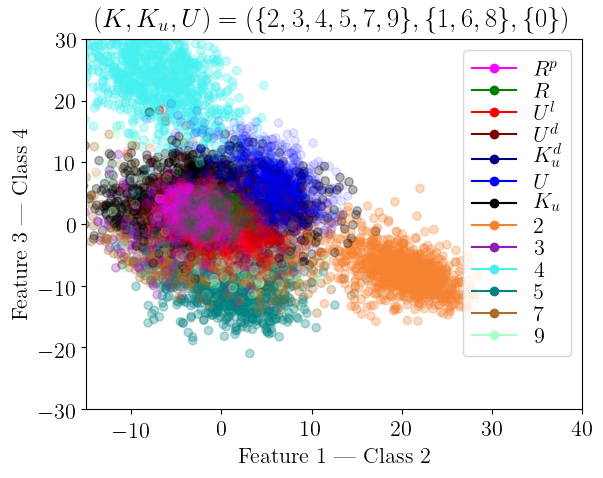 (K, K_u, U) = ({2, 3, 4, 5, 7, 9}, {1, 6, 8}, {0})
30
20
10
0
−10
−20
−30
Feature 3 — Class 4
R^p
R
U^l
U^d
K_u^d
U
K_u
2
3
4
5
7
9
−10
0
10
20
30
40
Feature 1 — Class 2